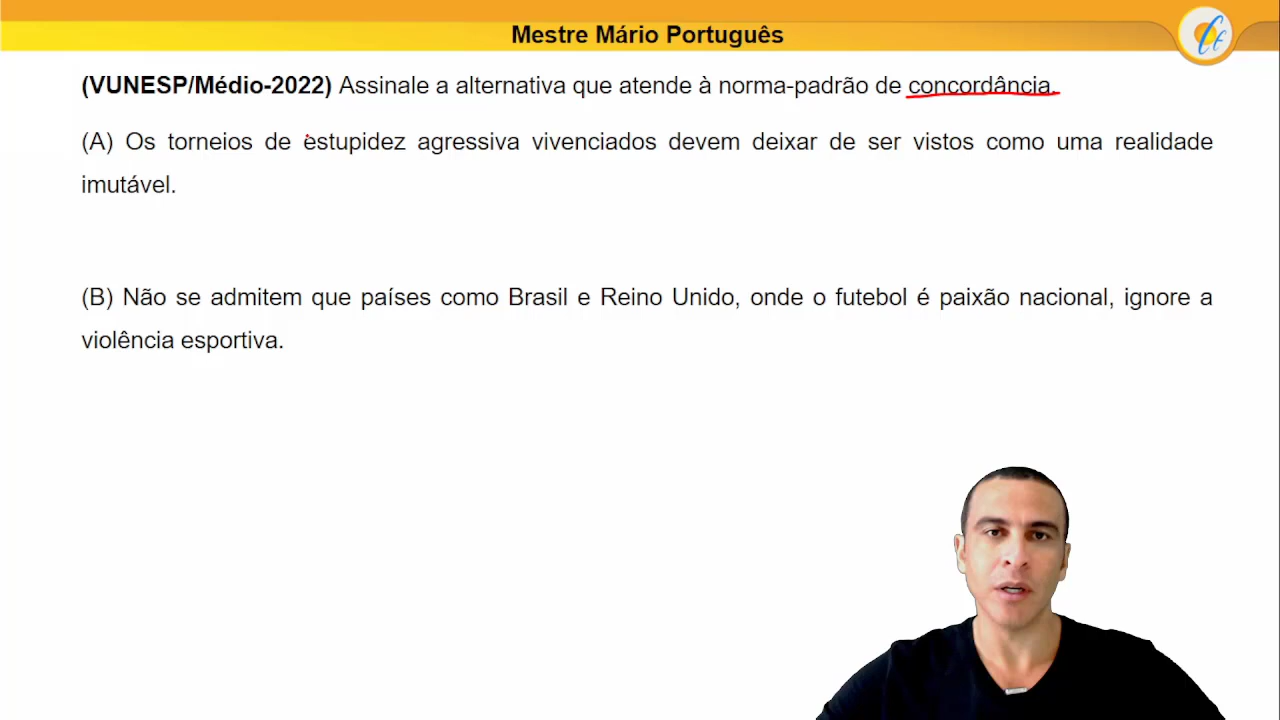 Mestre Mário Português
(VUNESP/Médio-2022) Assinale a alternativa que atende à norma-padrão de concordância.
(A) Os torneios de estupidez agressiva vivenciados devem deixar de ser vistos como uma realidade
imutável.
(B) Não se admitem que países como Brasil e Reino Unido, onde o futebol é paixão nacional, ignore a
violência esportiva.